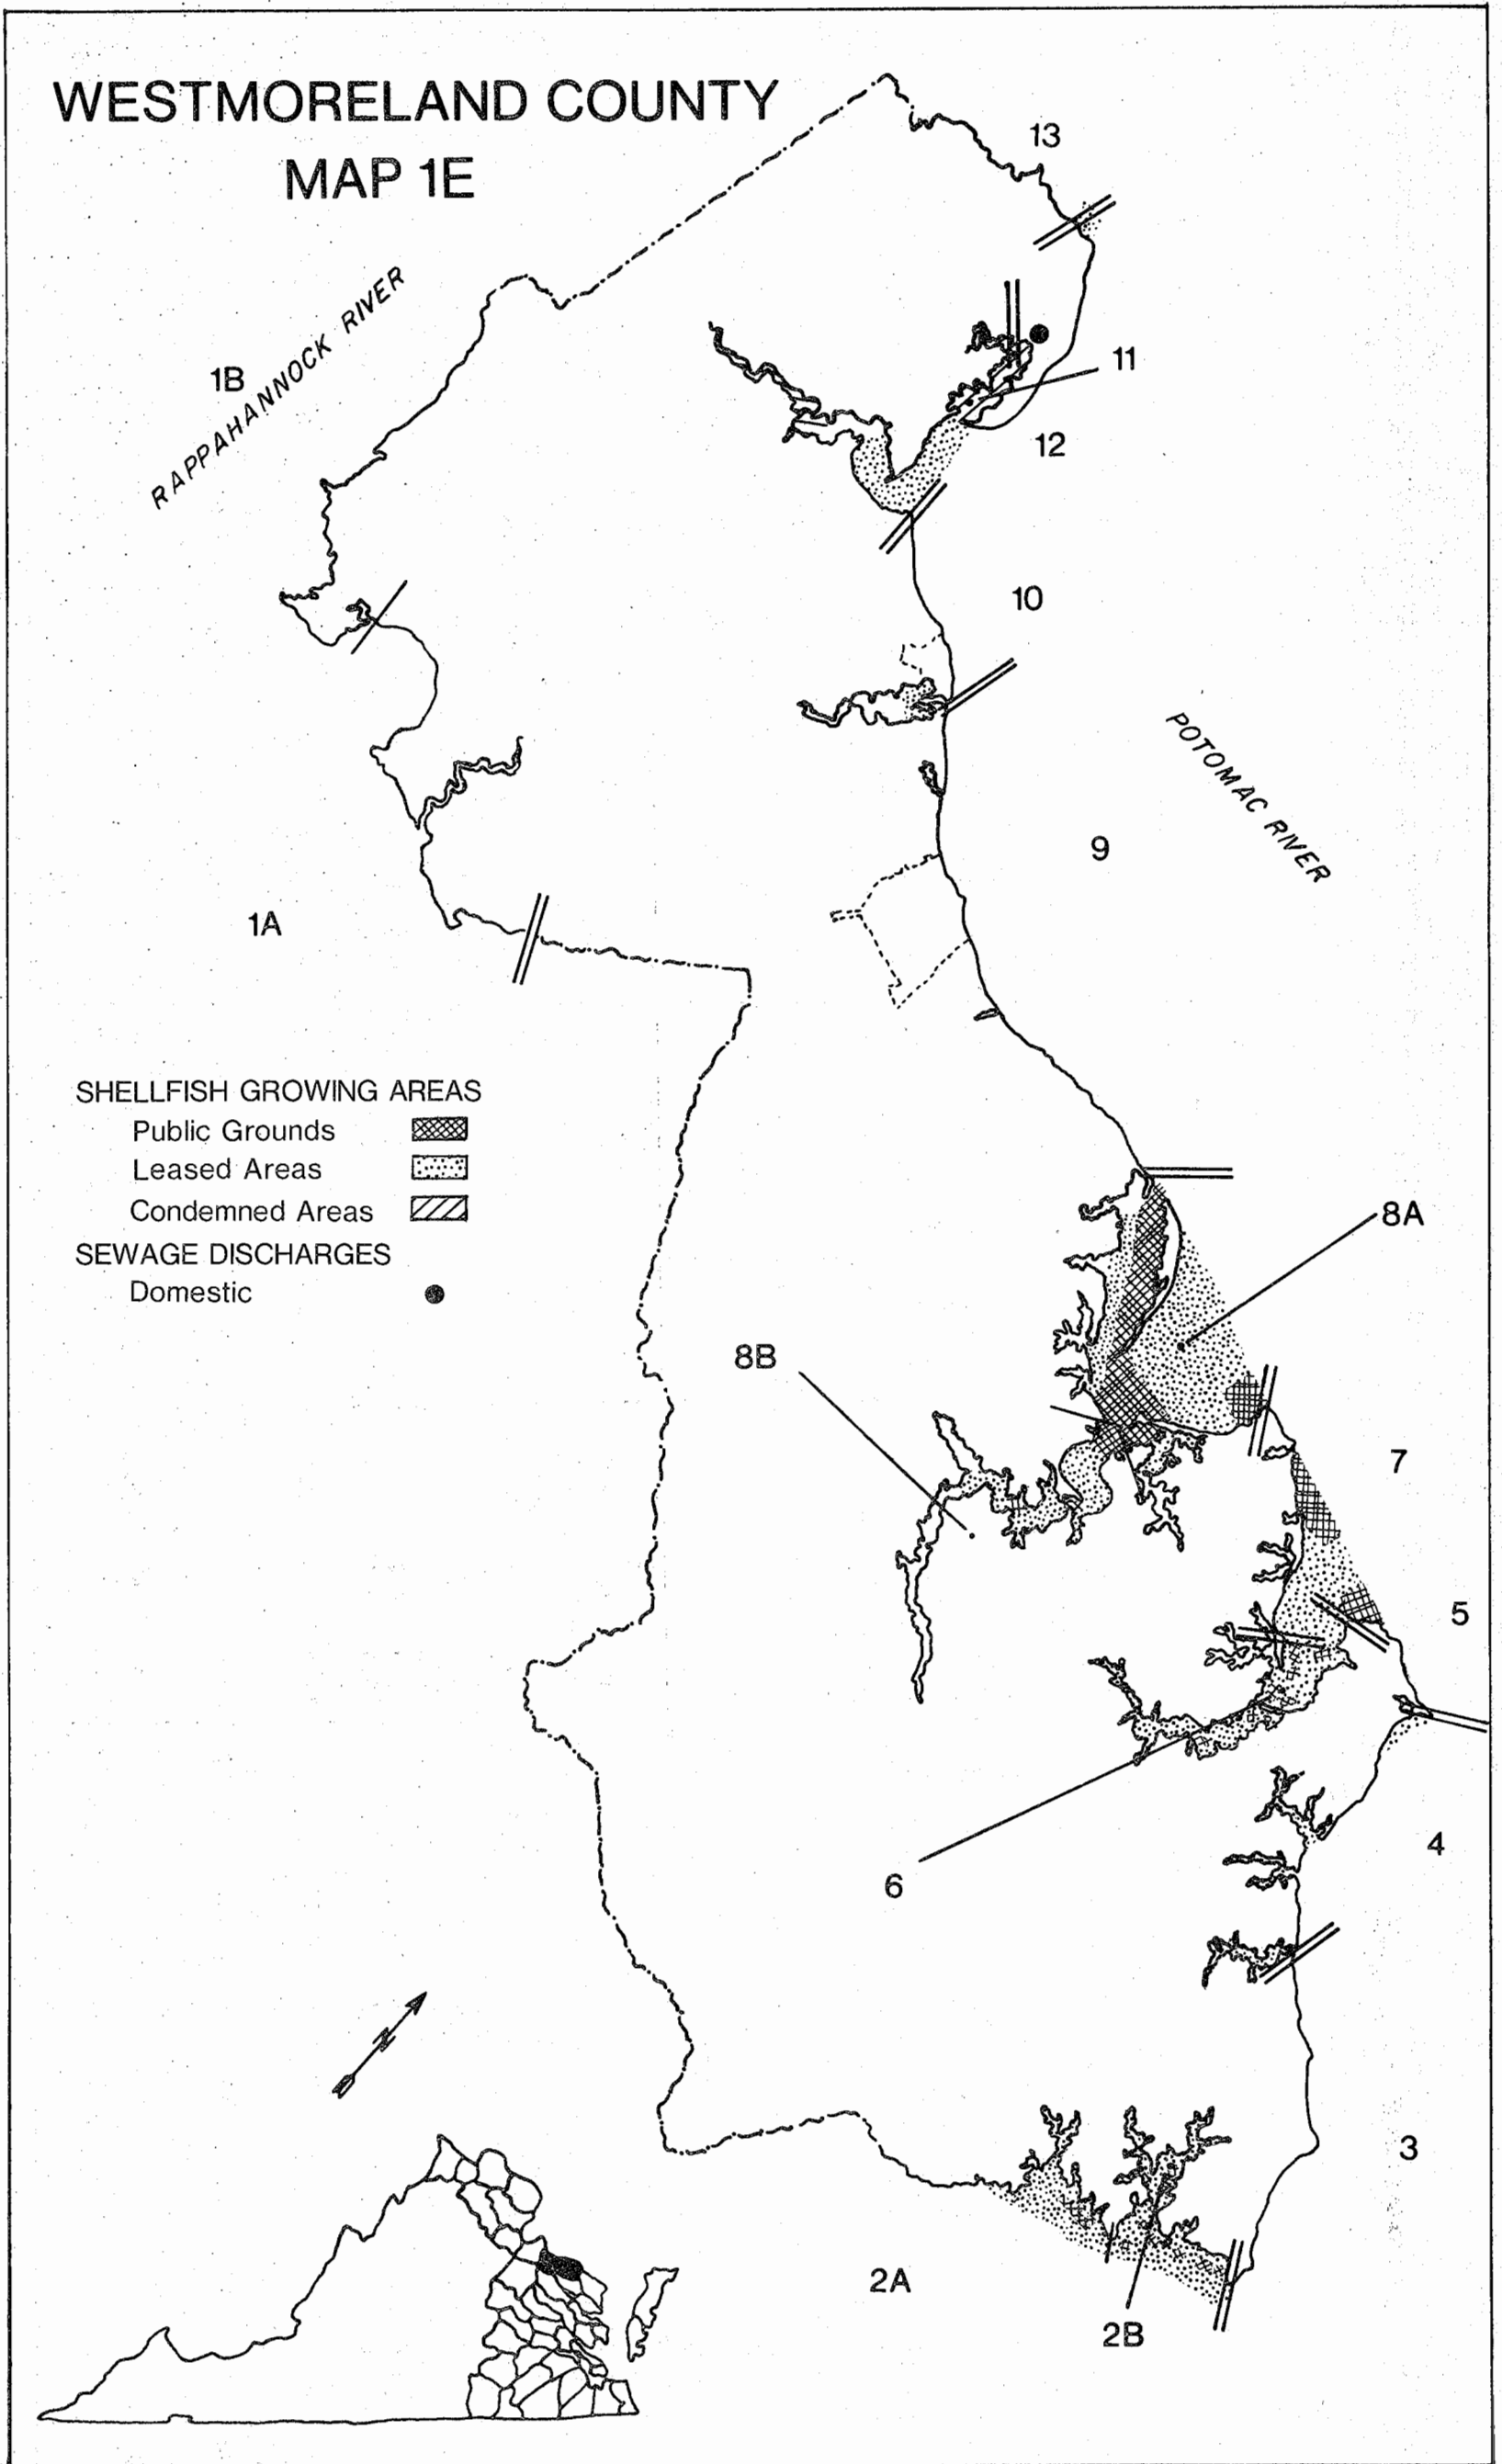 WESTMORELAND COUNTY
MAP 1E
13
RAPPAHANNOCK RIVER
1B
11
12
10
POTOMAC RIVER
9
1A
SHELLFISH GROWING AREAS
Public Grounds
Leased Areas
Condemned Areas
SEWAGE DISCHARGES
Domestic
8A
8B
7
5
6
4
N
3
2A
2B